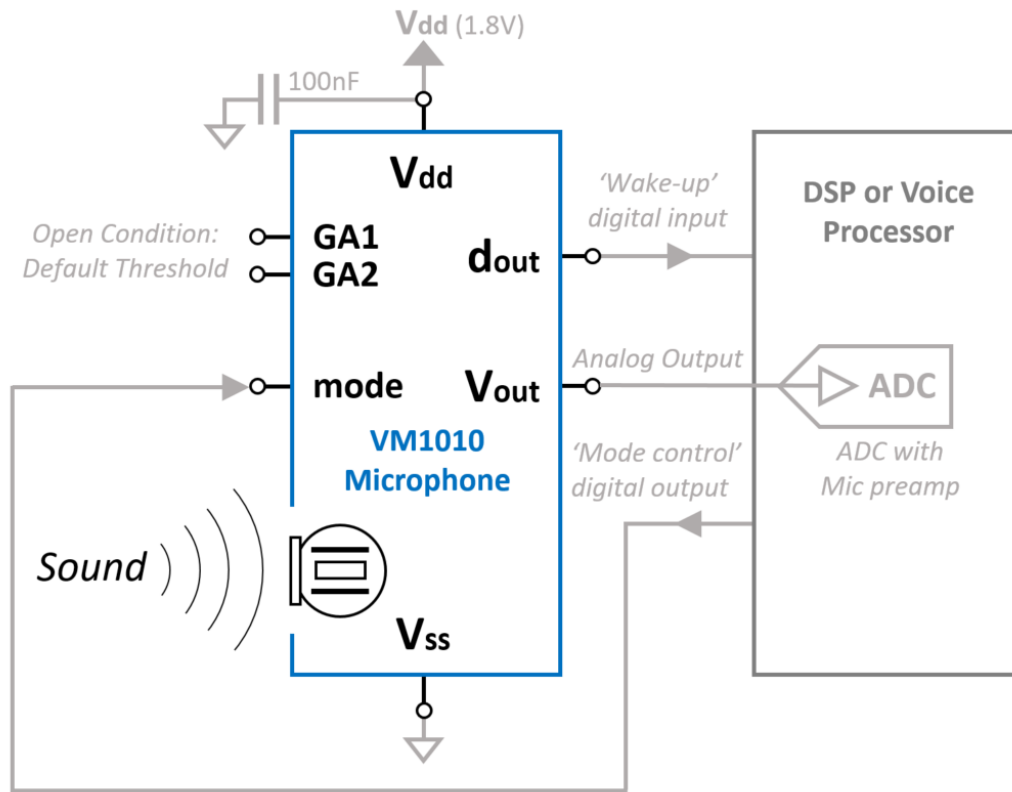 Vdd (1.8V)
100nF
Vdd
GA1
GA2
Open Condition:
Default Threshold
dout
'Wake-up'
digital input
DSP or Voice
Processor
mode
Vout
Analog Output
ADC
ADC with
Mic preamp
VM1010
Microphone
'Mode control'
digital output
Sound
Vss